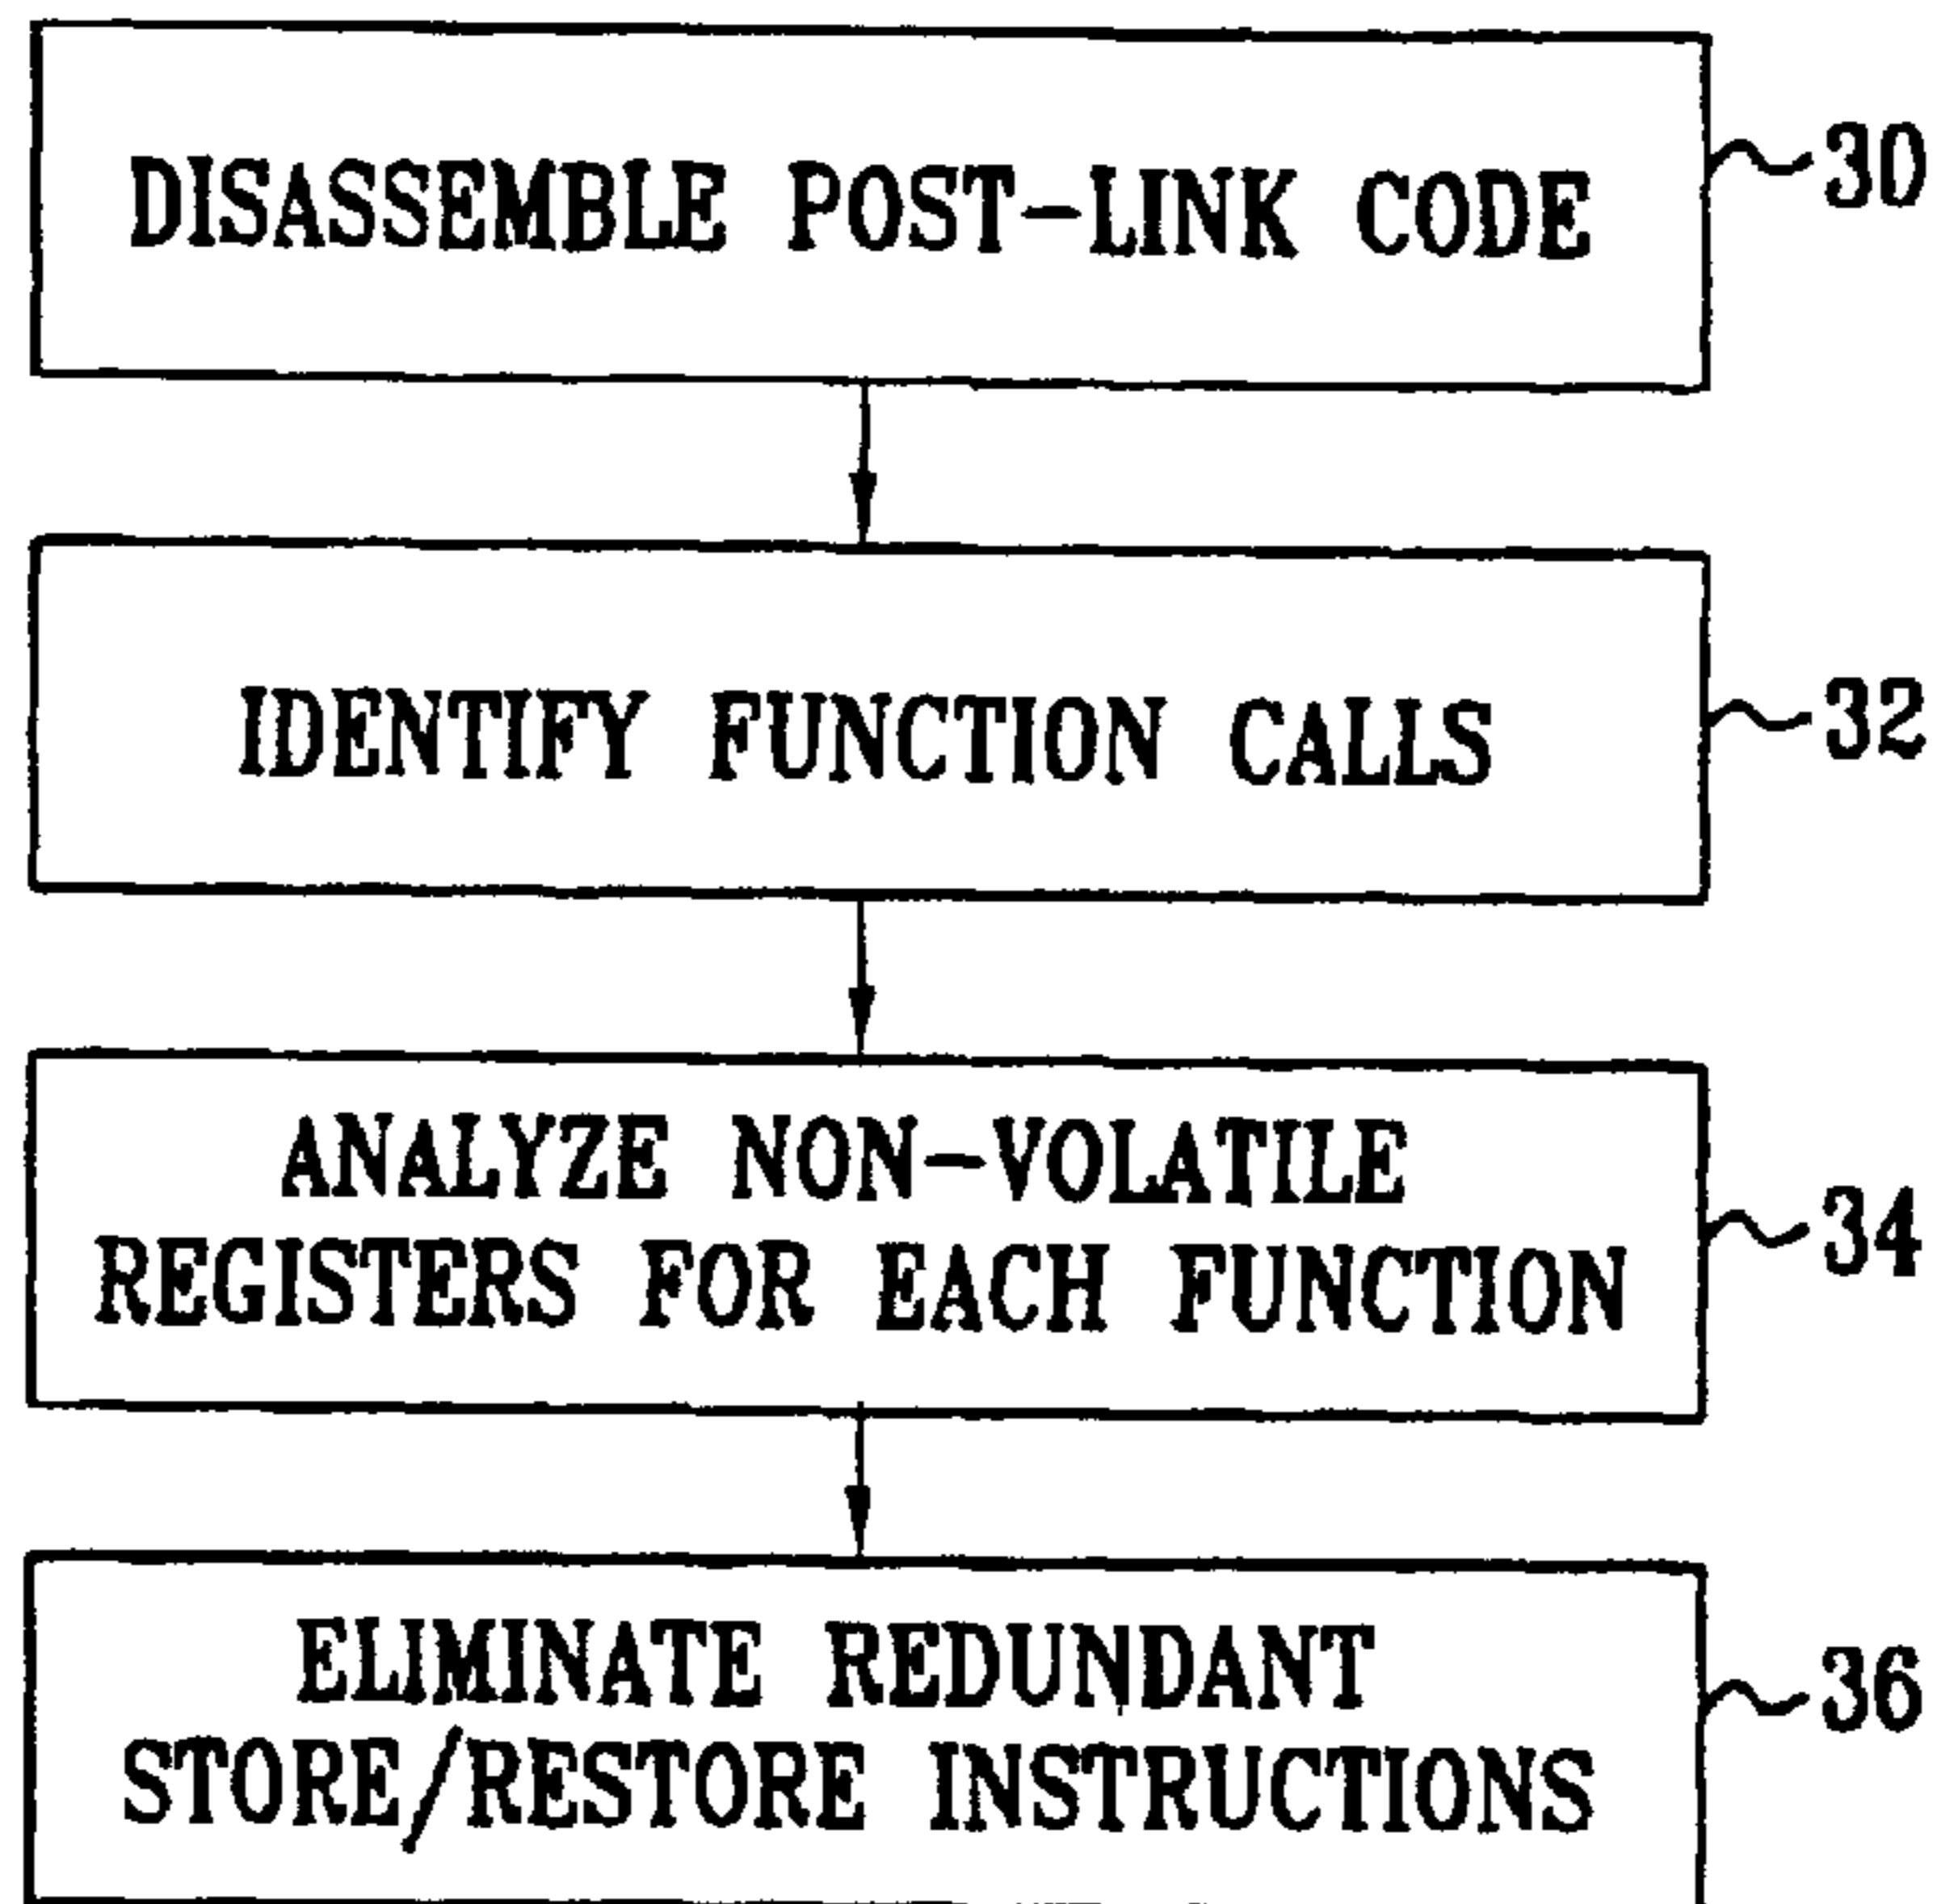 DISASSEMBLE POST-LINK CODE
30
IDENTIFY FUNCTION CALLS
32
ANALYZE NON-VOLATILE
REGISTERS FOR EACH FUNCTION
34
ELIMINATE REDUNDANT
STORE/RESTORE INSTRUCTIONS
36